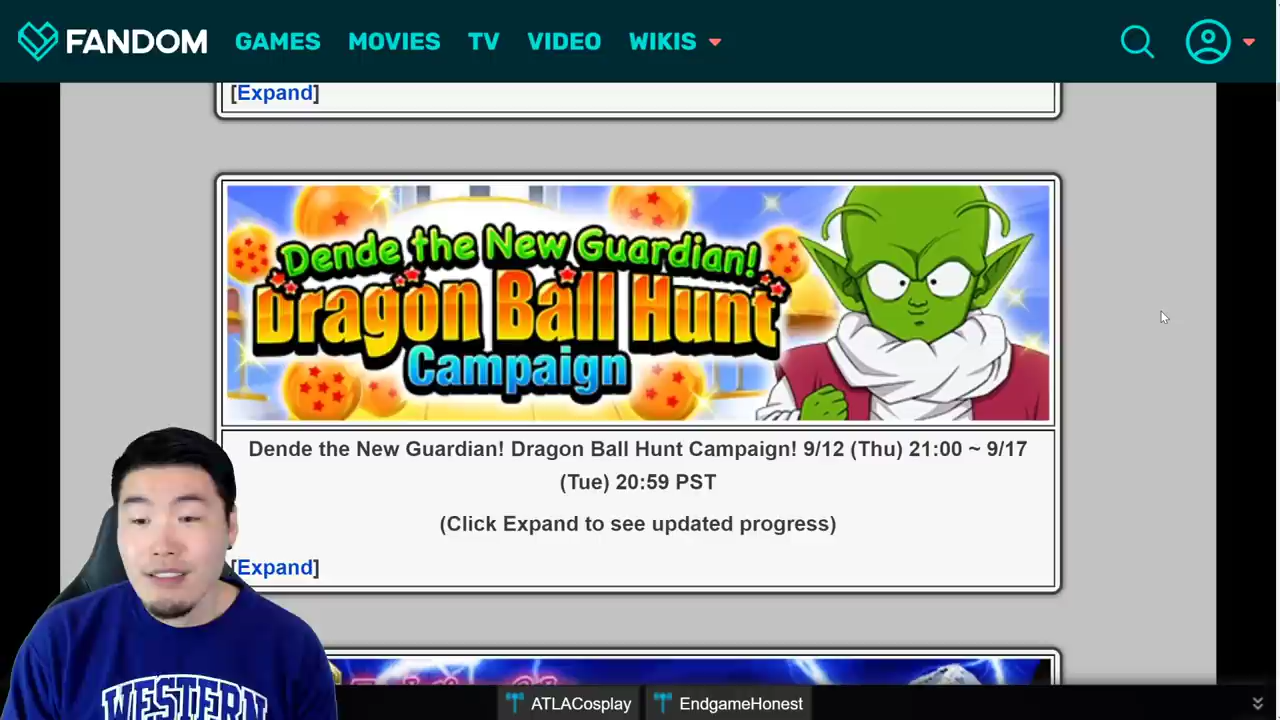 FANDOM GAMES MOVIES TV VIDEO WIKIS
[Expand]
Dende the New Guardian!
Dragon Ball Hunt
Campaign
Dende the New Guardian! Dragon Ball Hunt Campaign! 9/12 (Thu) 21:00 ~ 9/17
(Tue) 20:59 PST
(Click Expand to see updated progress)
[Expand]
WESTERN
ATLACosplay EndgameHonest